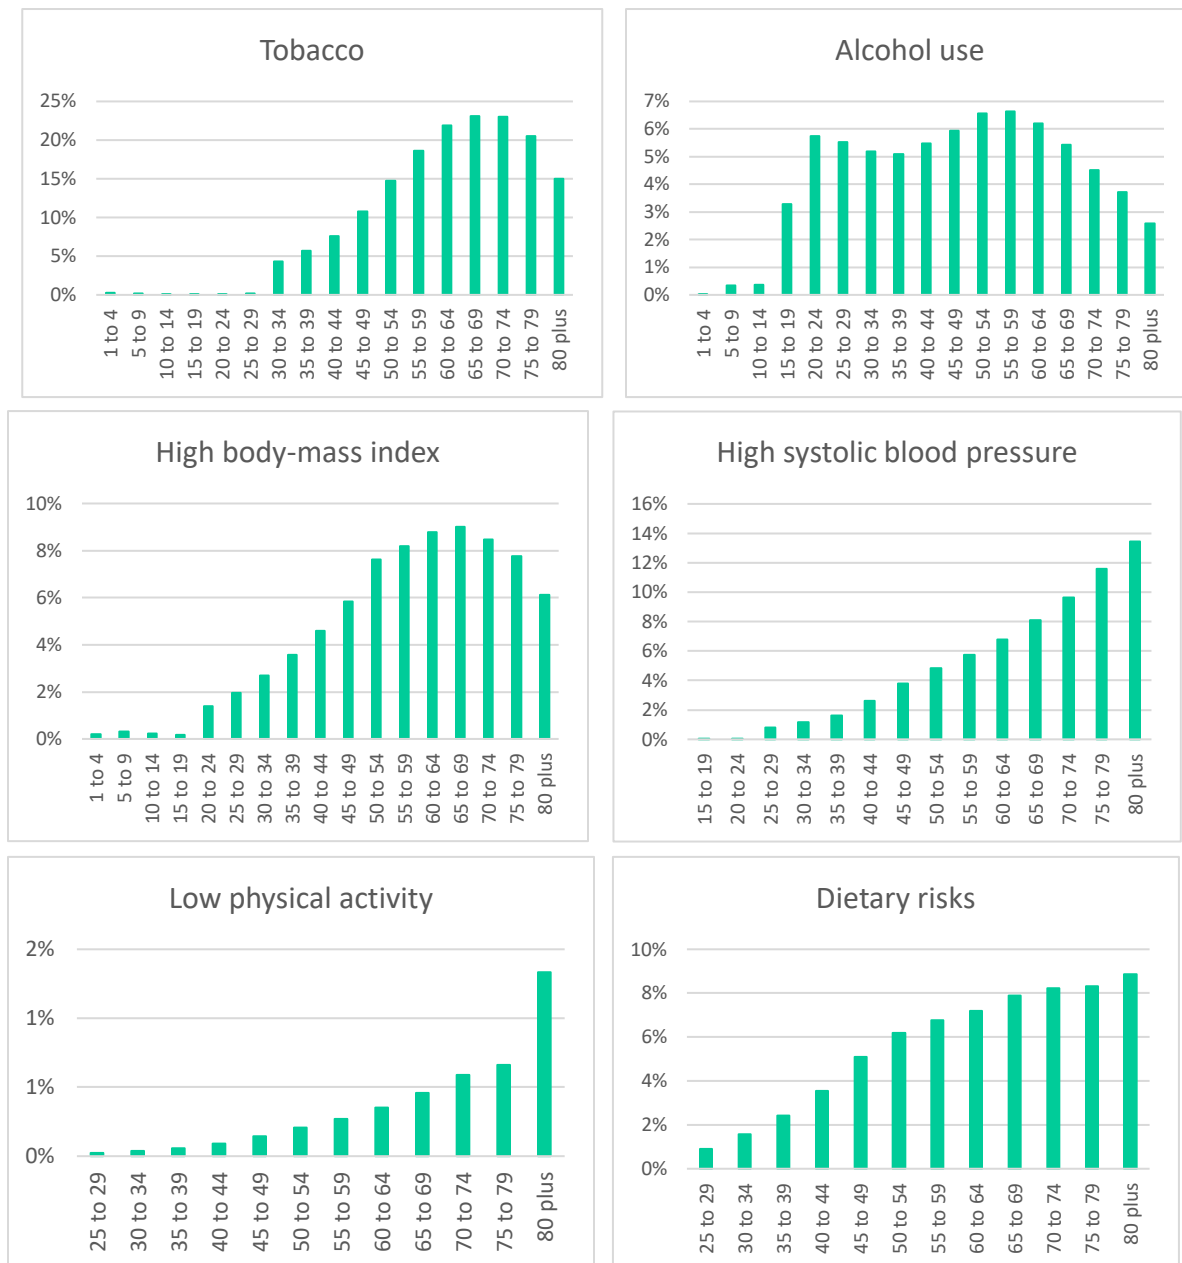 Tobacco
25%
20%
15%
10%
5%
0%
1 to 4
5 to 9
10 to 14
15 to 19
20 to 24
25 to 29
30 to 34
35 to 39
40 to 44
45 to 49
50 to 54
55 to 59
60 to 64
65 to 69
70 to 74
75 to 79
80 plus
Alcohol use
7%
6%
5%
4%
3%
2%
1%
0%
1 to 4
5 to 9
10 to 14
15 to 19
20 to 24
25 to 29
30 to 34
35 to 39
40 to 44
45 to 49
50 to 54
55 to 59
60 to 64
65 to 69
70 to 74
75 to 79
80 plus
High body-mass index
10%
8%
6%
4%
2%
0%
1 to 4
5 to 9
10 to 14
15 to 19
20 to 24
25 to 29
30 to 34
35 to 39
40 to 44
45 to 49
50 to 54
55 to 59
60 to 64
65 to 69
70 to 74
75 to 79
80 plus
High systolic blood pressure
16%
14%
12%
10%
8%
6%
4%
2%
0%
15 to 19
20 to 24
25 to 29
30 to 34
35 to 39
40 to 44
45 to 49
50 to 54
55 to 59
60 to 64
65 to 69
70 to 74
75 to 79
80 plus
Low physical activity
2%
1%
1%
0%
25 to 29
30 to 34
35 to 39
40 to 44
45 to 49
50 to 54
55 to 59
60 to 64
65 to 69
70 to 74
75 to 79
80 plus
Dietary risks
10%
8%
6%
4%
2%
0%
25 to 29
30 to 34
35 to 39
40 to 44
45 to 49
50 to 54
55 to 59
60 to 64
65 to 69
70 to 74
75 to 79
80 plus